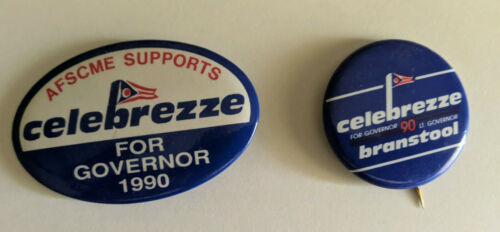 AFSCME SUPPORTS
celebrezze
FOR
GOVERNOR
1990
celebrezze
FOR GOVERNOR 90 LT. GOVERNOR
branstool